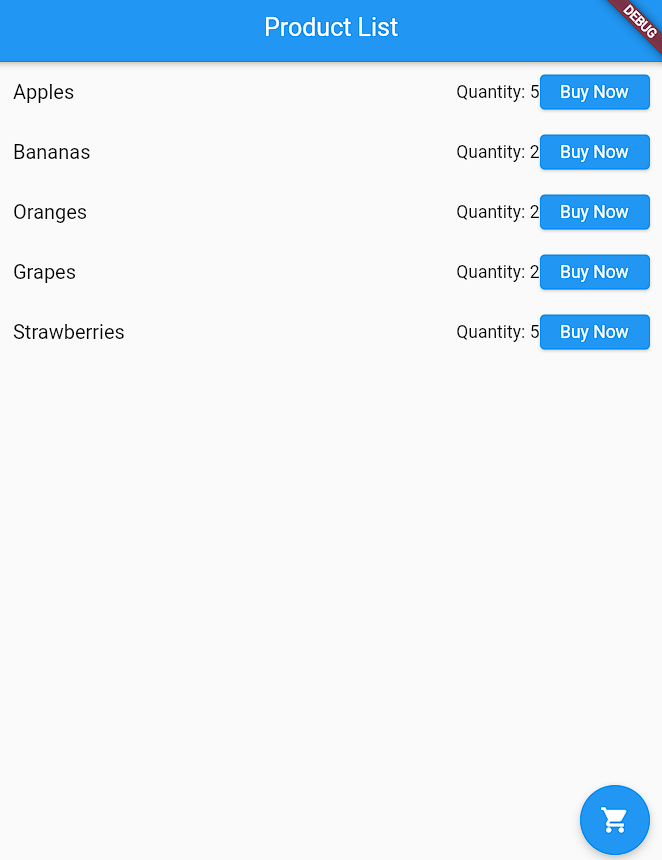 Product List
DEBUG
Apples Quantity: 5 Buy Now
Bananas Quantity: 2 Buy Now
Oranges Quantity: 2 Buy Now
Grapes Quantity: 2 Buy Now
Strawberries Quantity: 5 Buy Now